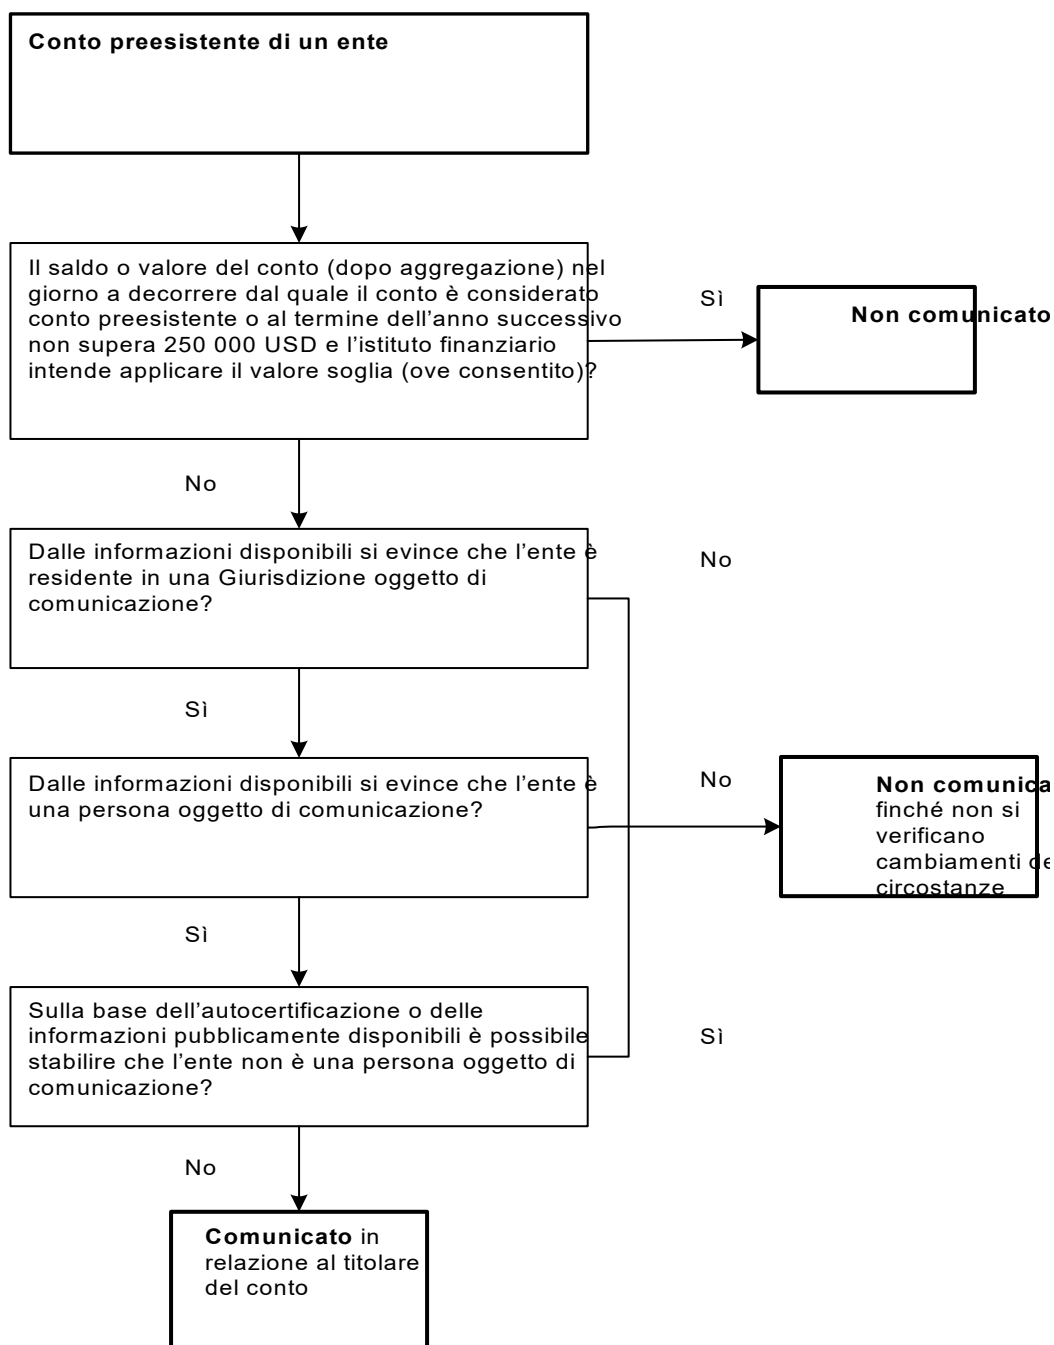 Conto preesistente di un ente
Il saldo o valore del conto (dopo aggregazione) nel
giorno a decorrere dal quale il conto è considerato
conto preesistente o al termine dell'anno successivo
non supera 250 000 USD e l'istituto finanziario
intende applicare il valore soglia (ove consentito)?
Sì
Non comunicato
No
Dalle informazioni disponibili si evince che l'ente è
residente in una Giurisdizione oggetto di
comunicazione?
No
Sì
Dalle informazioni disponibili si evince che l'ente è
una persona oggetto di comunicazione?
No
Non comunica
finché non si
verificano
cambiamenti de
circostanze
Sì
Sulla base dell'autocertificazione o delle
informazioni pubblicamente disponibili è possibile
stabilire che l'ente non è una persona oggetto di
comunicazione?
Sì
No
Comunicato in
relazione al titolare
del conto